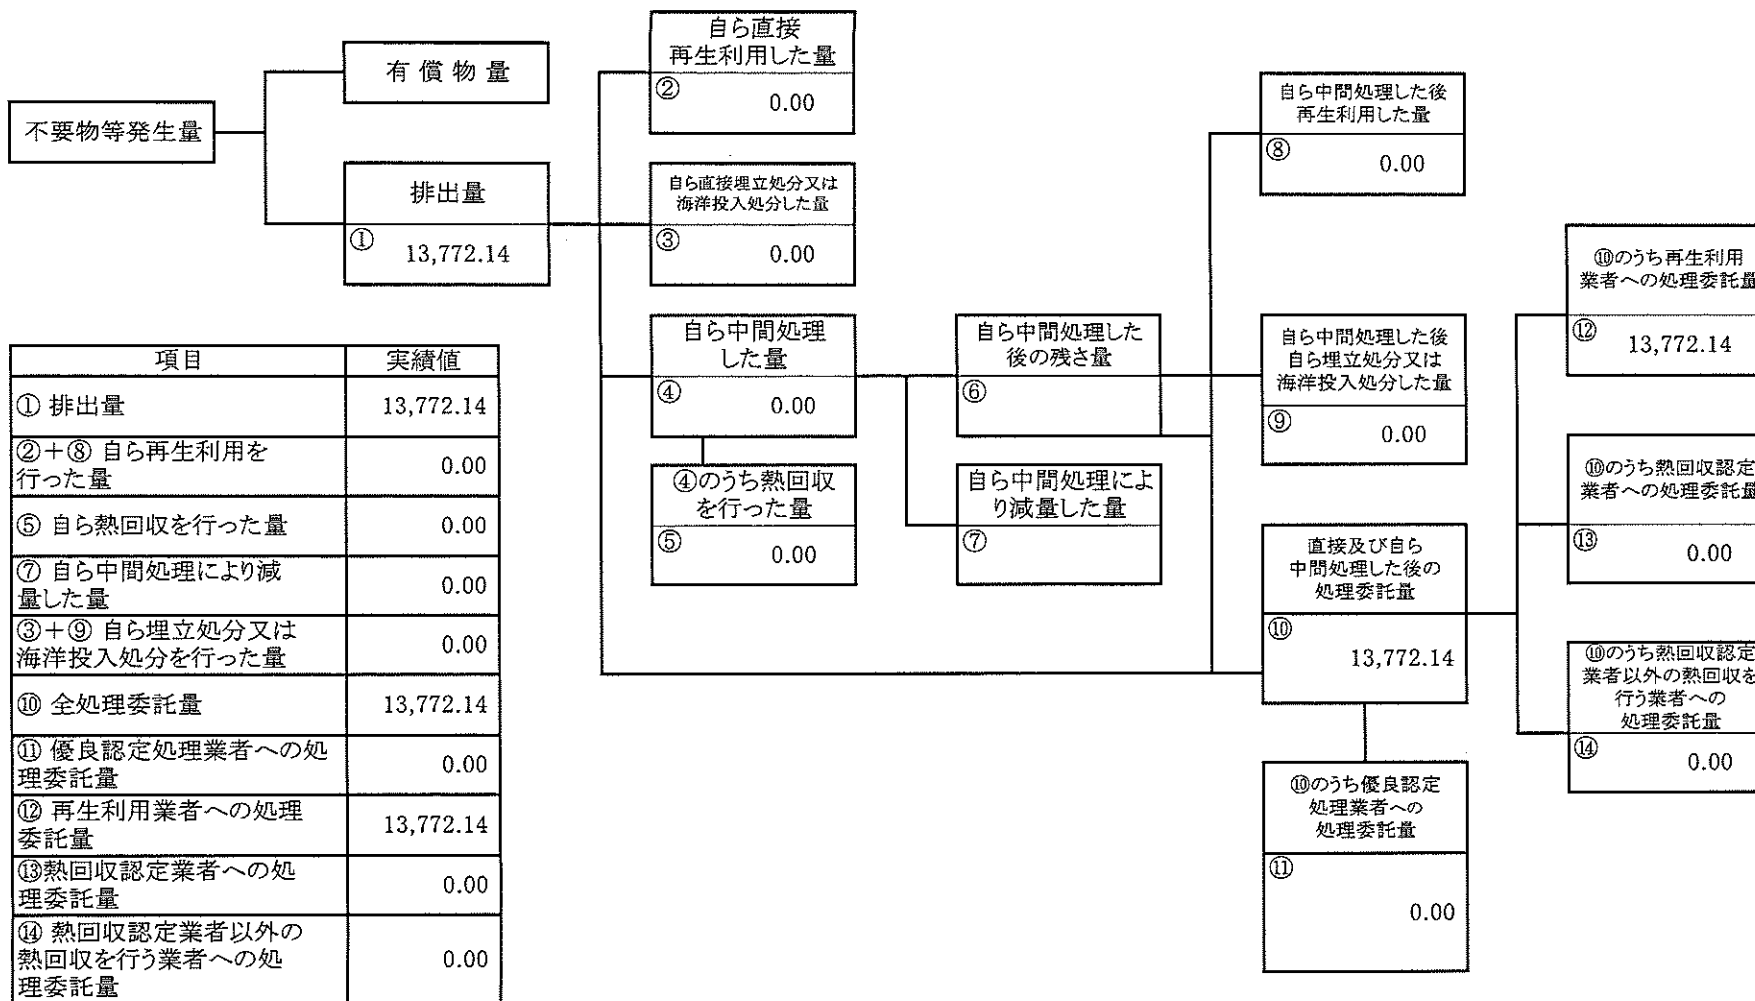 不要物等発生量
有償物量
排出量
①
13,772.14
自ら直接
再生利用した量
②
0.00
自ら直接埋立処分又は
海洋投入処分した量
③
0.00
自ら中間処理
した量
④
0.00
④のうち熱回収
を行った量
⑤
0.00
自ら中間処理した
後の残さ量
⑥
自ら中間処理によ
り減量した量
⑦
自ら中間処理した後
再生利用した量
⑧
0.00
自ら中間処理した後
自ら埋立処分又は
海洋投入処分した量
⑨
0.00
直接及び自ら
中間処理した後の
処理委託量
⑩
13,772.14
⑩のうち優良認定
処理業者への
処理委託量
⑪
0.00
⑩のうち再生利用
業者への処理委託量
⑫
13,772.14
⑩のうち熱回収認定
業者への処理委託量
⑬
0.00
⑩のうち熱回収認定
業者以外の熱回収を
行う業者への
処理委託量
⑭
0.00
項目 実績値
① 排出量 13,772.14
②+⑧ 自ら再生利用を
行った量 0.00
⑤ 自ら熱回収を行った量 0.00
⑦ 自ら中間処理により減
量した量 0.00
③+⑨ 自ら埋立処分又は
海洋投入処分を行った量 0.00
⑩ 全処理委託量 13,772.14
⑪ 優良認定処理業者への処
理委託量 0.00
⑫ 再生利用業者への処理
委託量 13,772.14
⑬熱回収認定業者への処
理委託量 0.00
⑭ 熱回収認定業者以外の
熱回収を行う業者への処
理委託量 0.00